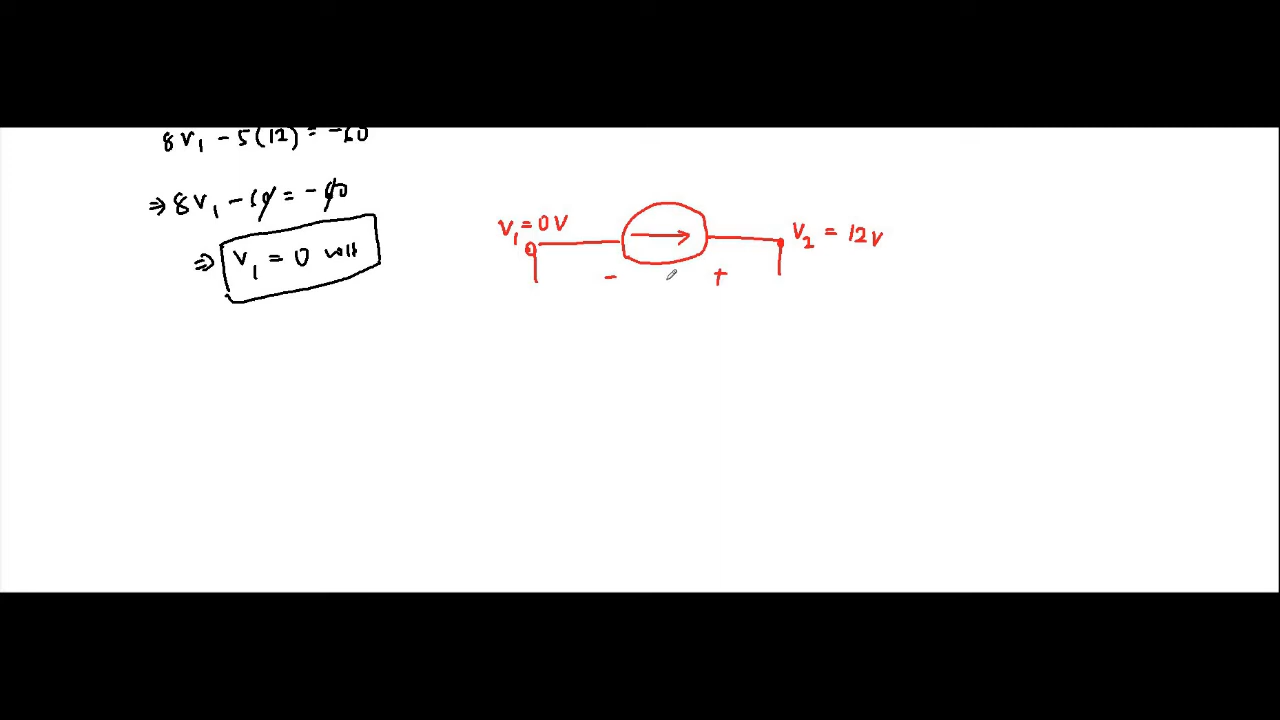 8V₁ - 5(12) = -60
⇒ 8V₁ - 60 = -60
⇒ V₁ = 0 volt
V₁ = 0V
V₂ = 12V
- +